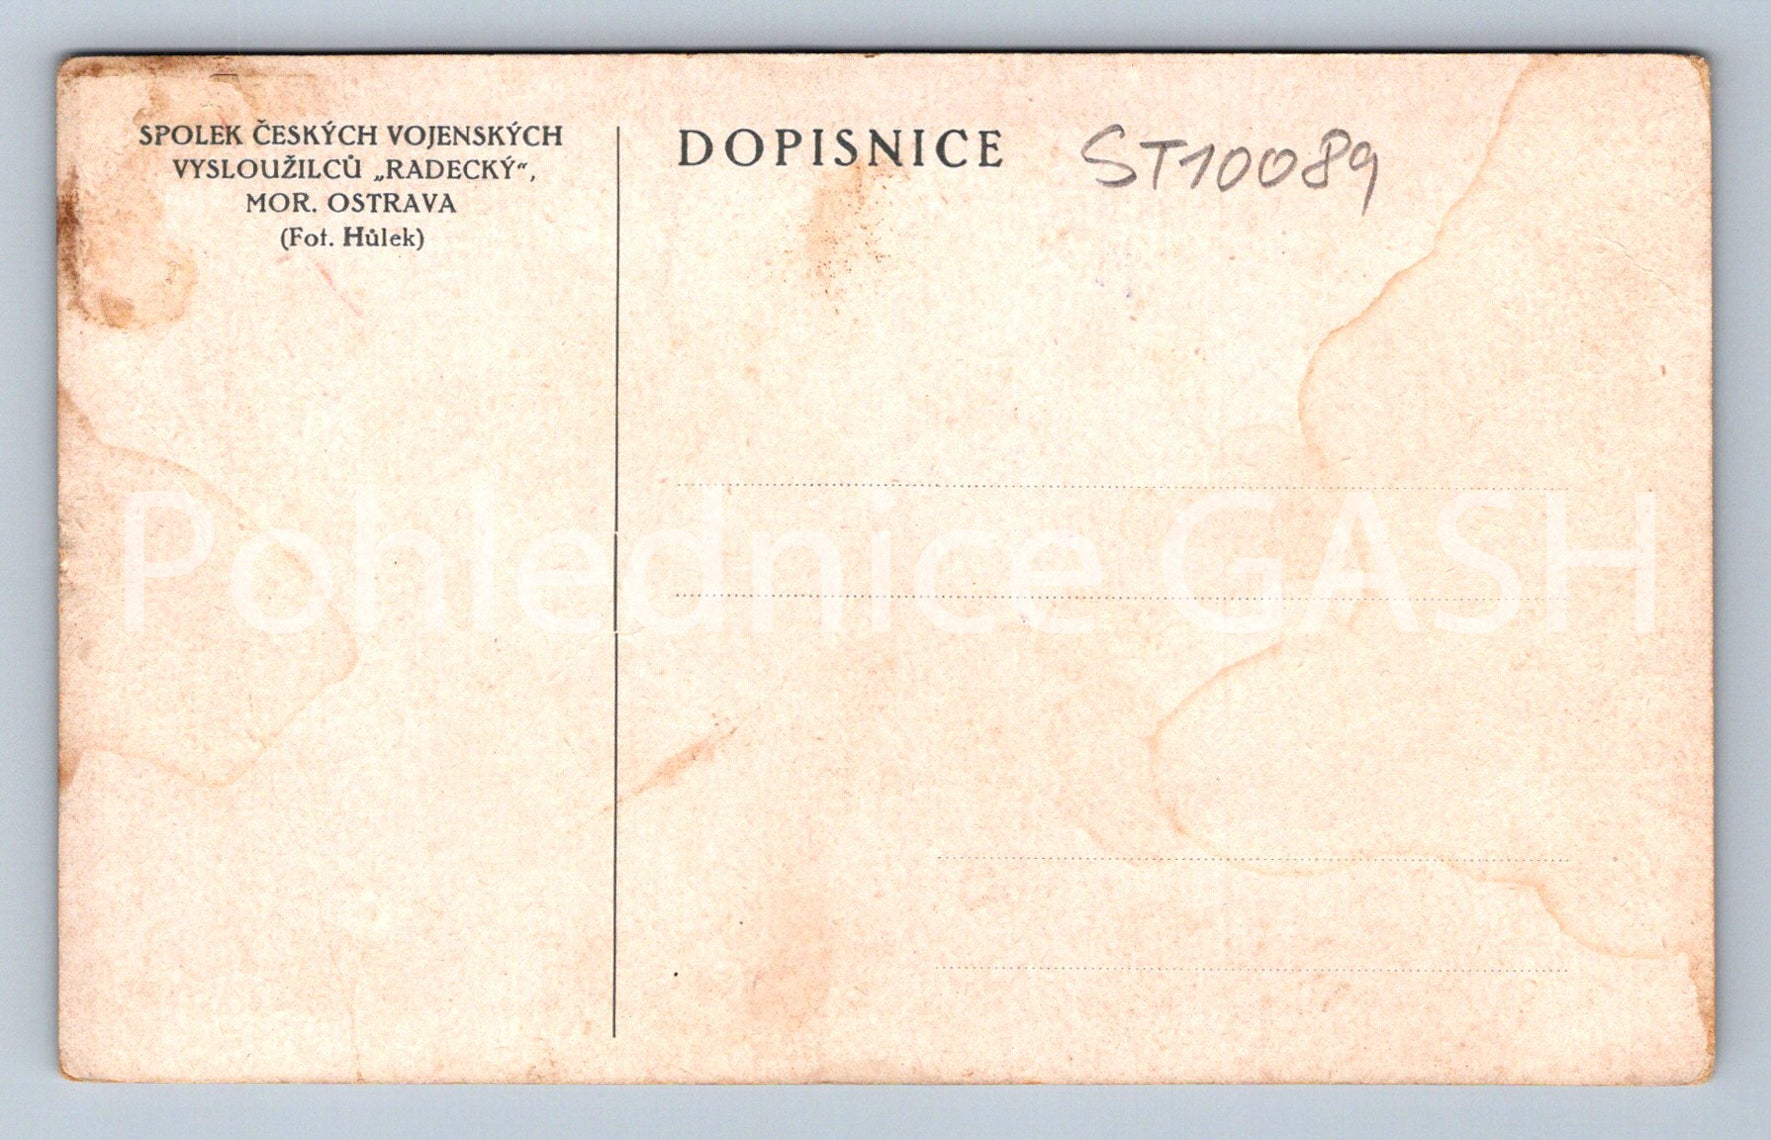 SPOLEK ČESKÝCH VOJENSKÝCH
VYSLOUŽILCŮ „RADECKÝ“,
MOR. OSTRAVA
(Fot. Hůlek)
DOPISNICE
ST10089
Pohlednice GASH